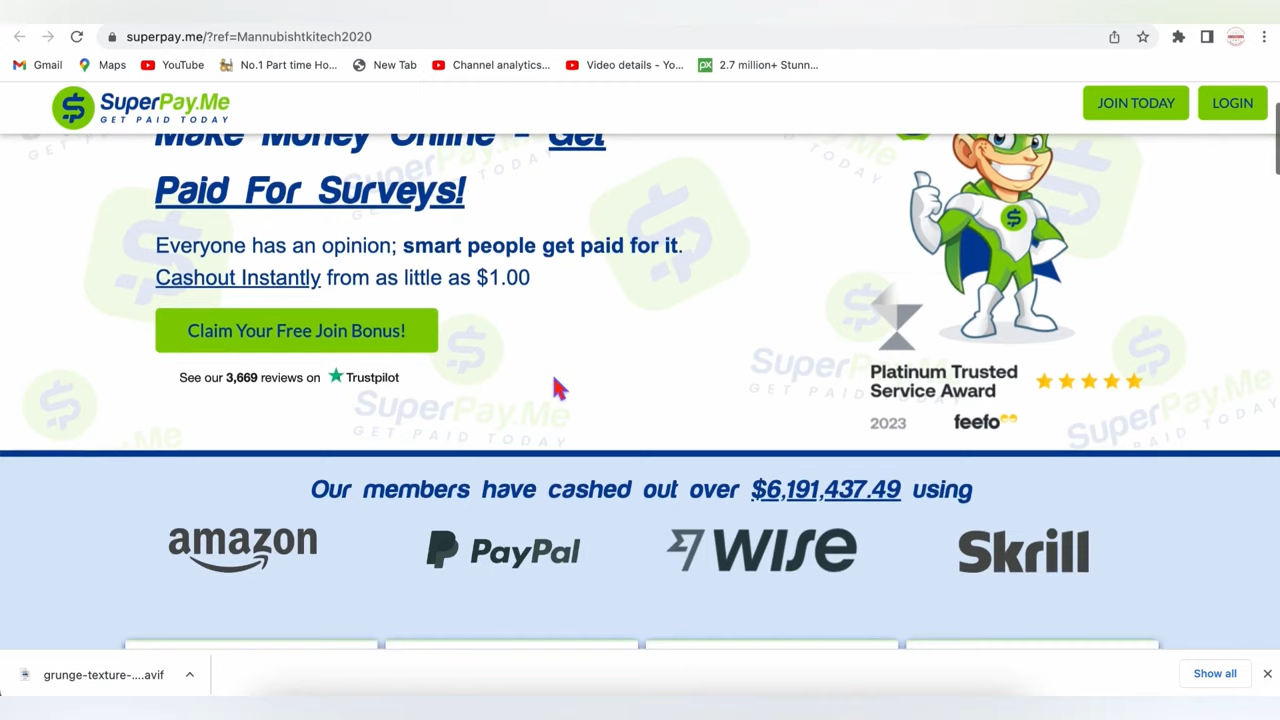 superpay.me/?ref=Mannubishtkitech2020
Gmail
Maps
YouTube
No.1 Part time Ho...
New Tab
Channel analytics...
Video details - Yo...
2.7 million+ Stunn...
SuperPay.Me
GET PAID TODAY
JOIN TODAY
LOGIN
Make Money Online - Get
Paid For Surveys!
Everyone has an opinion; smart people get paid for it.
Cashout Instantly from as little as $1.00
Claim Your Free Join Bonus!
See our 3,669 reviews on Trustpilot
Platinum Trusted
Service Award
2023
feefo
Our members have cashed out over $6,191,437.49 using
amazon
PayPal
WISE
Skrill
grunge-texture-....avif
Show all